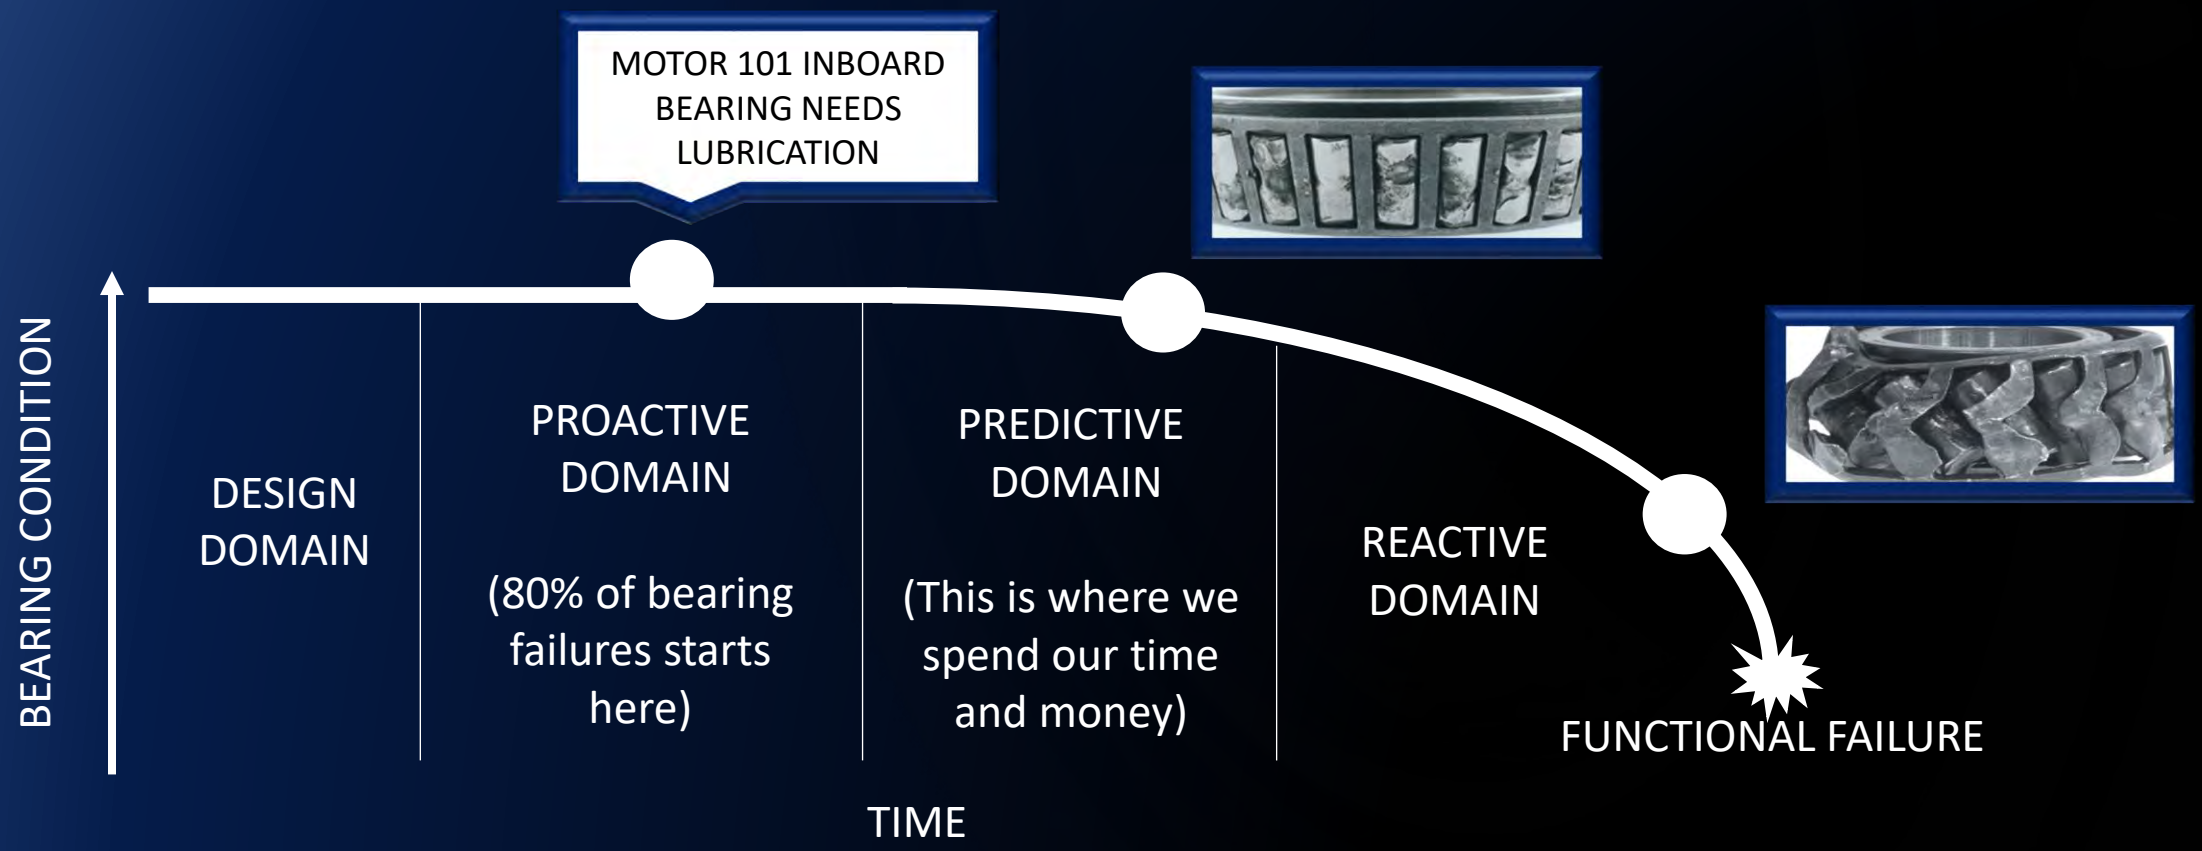 MOTOR 101 INBOARD
BEARING NEEDS
LUBRICATION
BEARING CONDITION
DESIGN
DOMAIN
PROACTIVE
DOMAIN
(80% of bearing
failures starts
here)
PREDICTIVE
DOMAIN
(This is where we
spend our time
and money)
REACTIVE
DOMAIN
FUNCTIONAL FAILURE
TIME